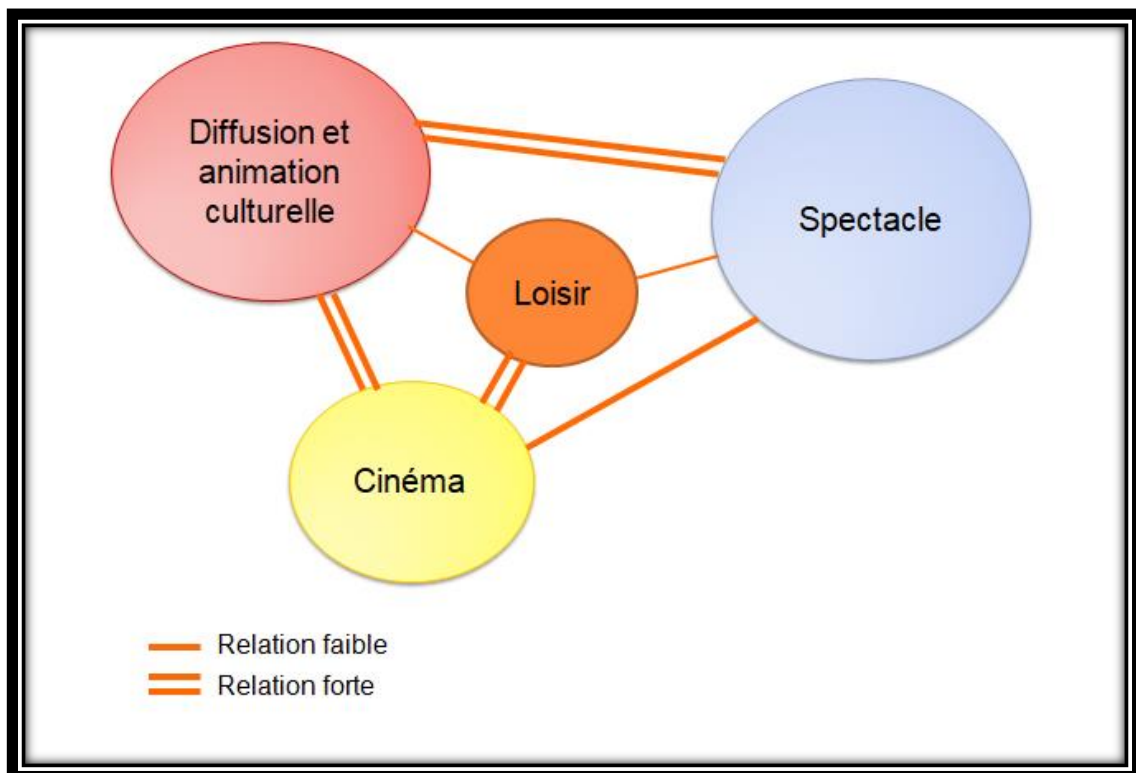 Diffusion et
animation
culturelle
Spectacle
Loisir
Cinéma
Relation faible
Relation forte